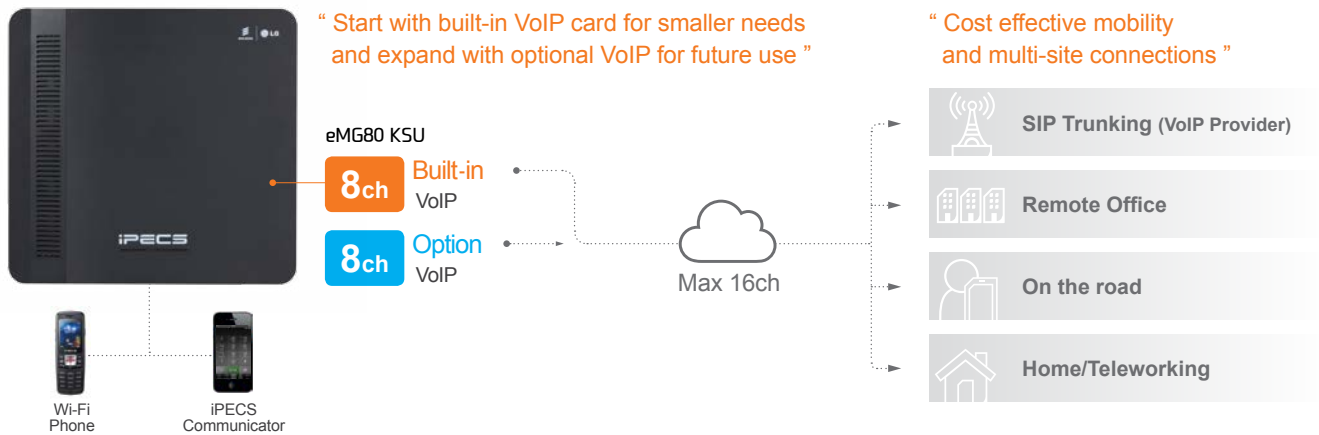 LG
“ Start with built-in VoIP card for smaller needs
and expand with optional VoIP for future use ”
“ Cost effective mobility
and multi-site connections ”
eMG80 KSU
8ch
Built-in
VoIP
8ch
Option
VoIP
iPECS
Max 16ch
SIP Trunking (VoIP Provider)
Remote Office
On the road
Home/Teleworking
Wi-Fi
Phone
iPECS
Communicator